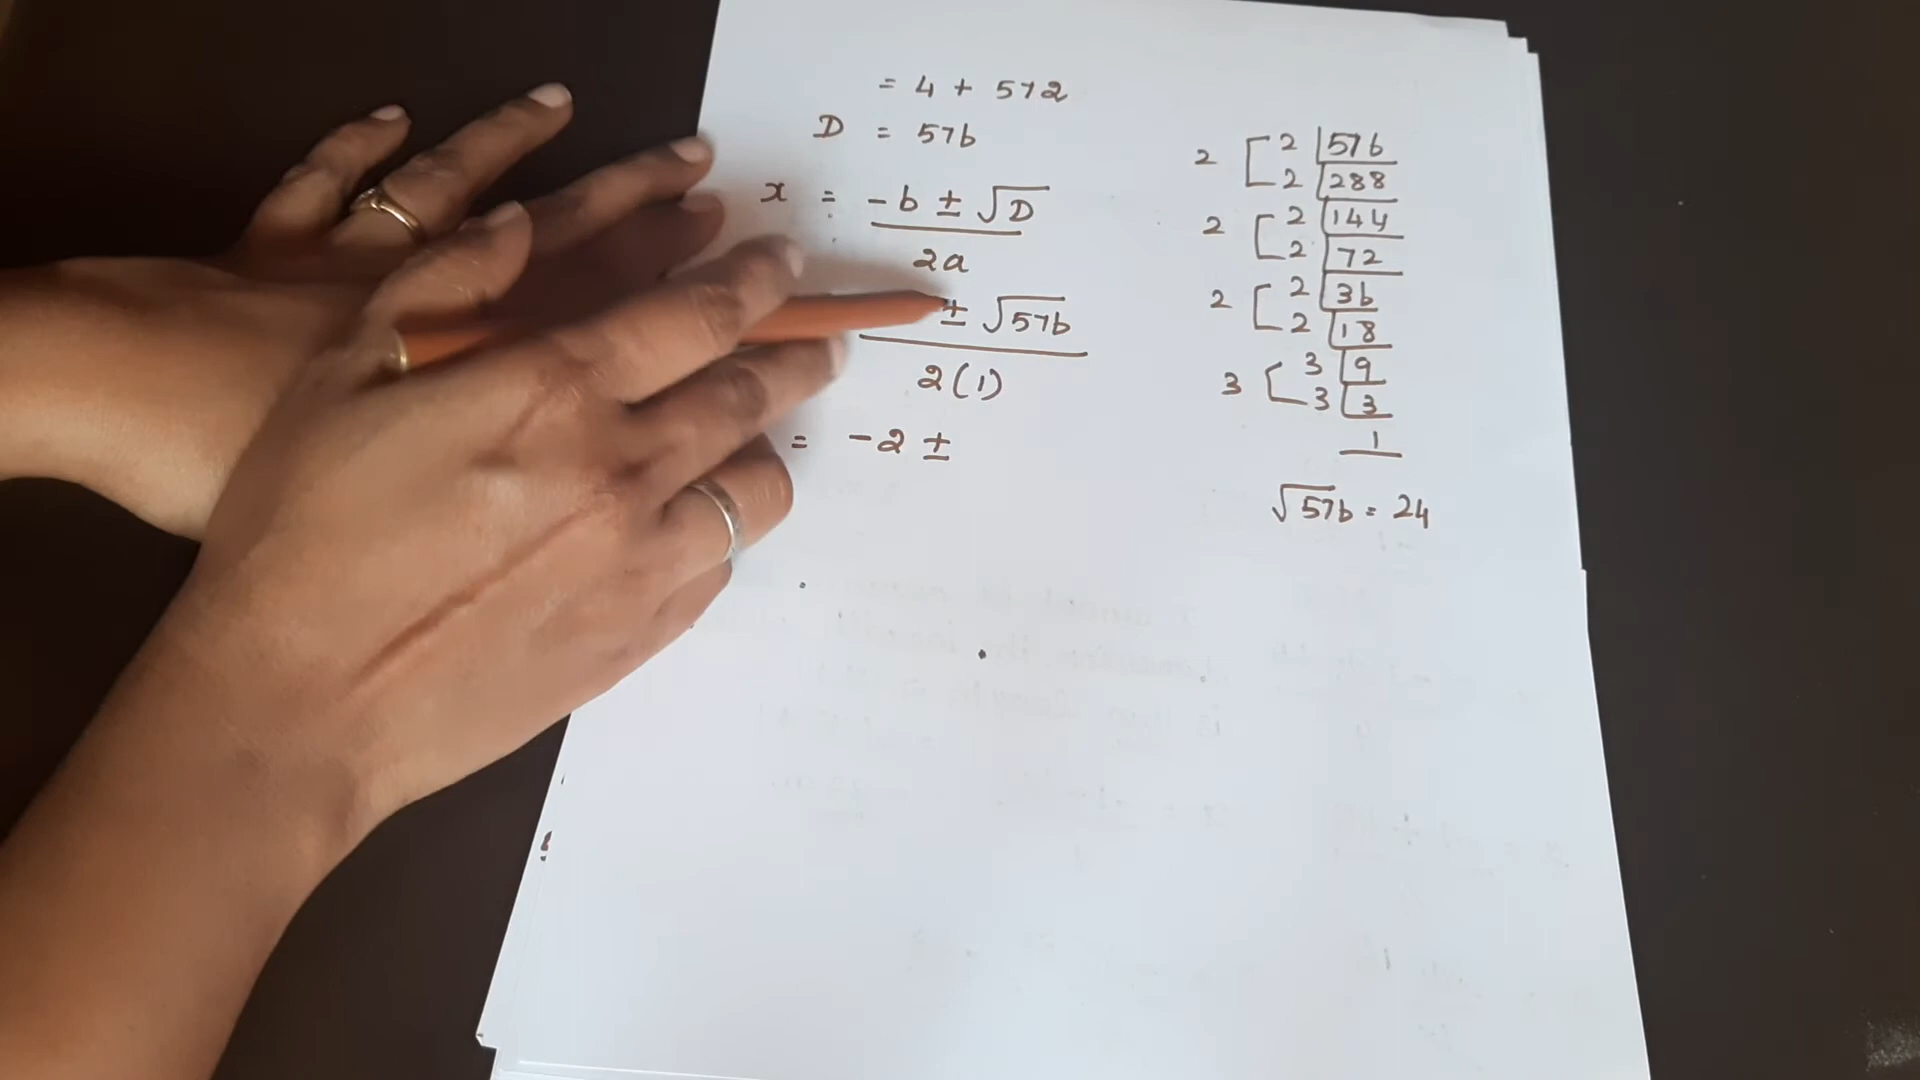 = 4 + 572
D = 576
x = -b ± √D
2a
± √576
2(1)
= -2 ±
2 [ 2 | 576
2 | 288
2 [ 2 | 144
2 | 72
2 [ 2 | 36
2 | 18
3 [ 3 | 9
3 | 3
1
√576 = 24